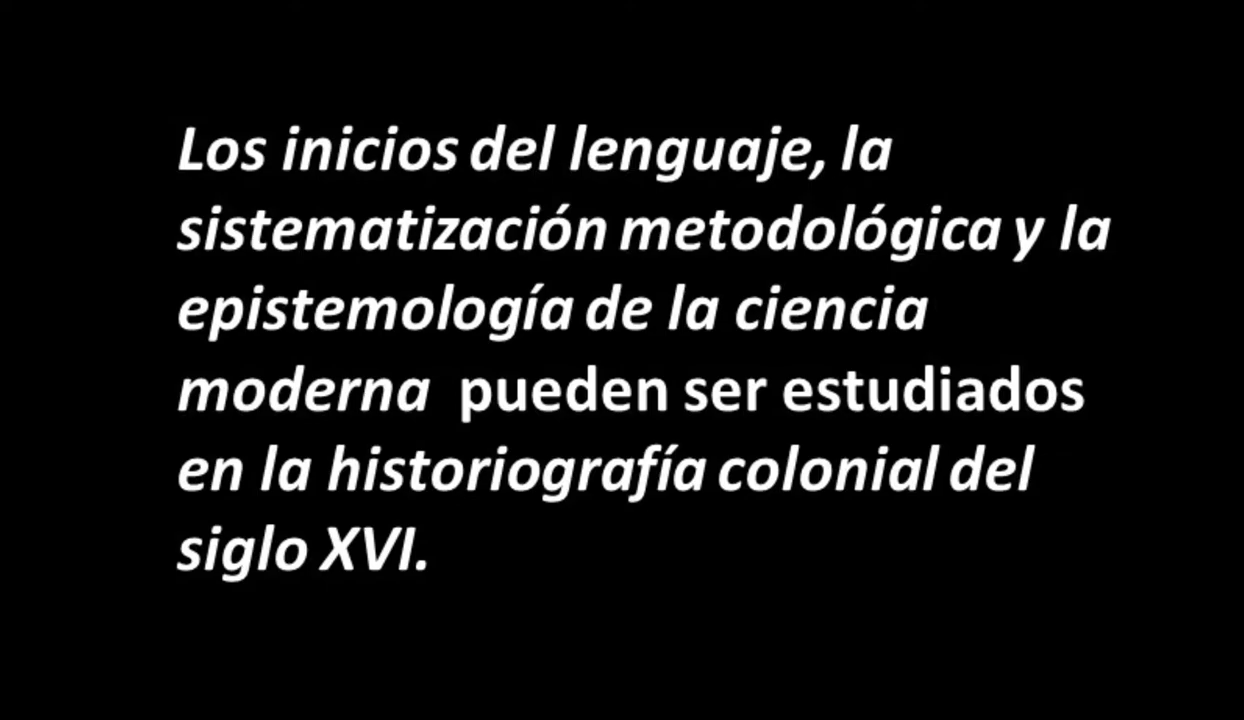 Los inicios del lenguaje, la
sistematización metodológica y la
epistemología de la ciencia
moderna pueden ser estudiados
en la historiografía colonial del
siglo XVI.